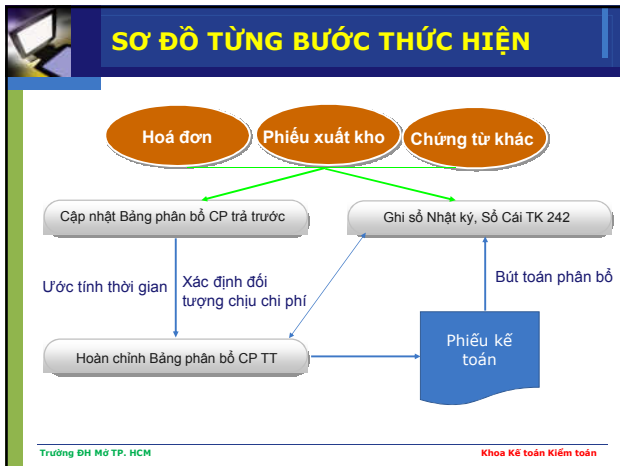 SƠ ĐỒ TỪNG BƯỚC THỨC HIỆN
Hoá đơn
Phiếu xuất kho
Chứng từ khác
Cập nhật Bảng phân bổ CP trả trước
Ghi sổ Nhật ký, Sổ Cái TK 242
Ước tính thời gian
Xác định đối
tượng chịu chi phí
Bút toán phân bổ
Hoàn chỉnh Bảng phân bổ CP TT
Phiếu kế
toán
Trường ĐH Mở TP. HCM
Khoa Kế toán Kiểm toán